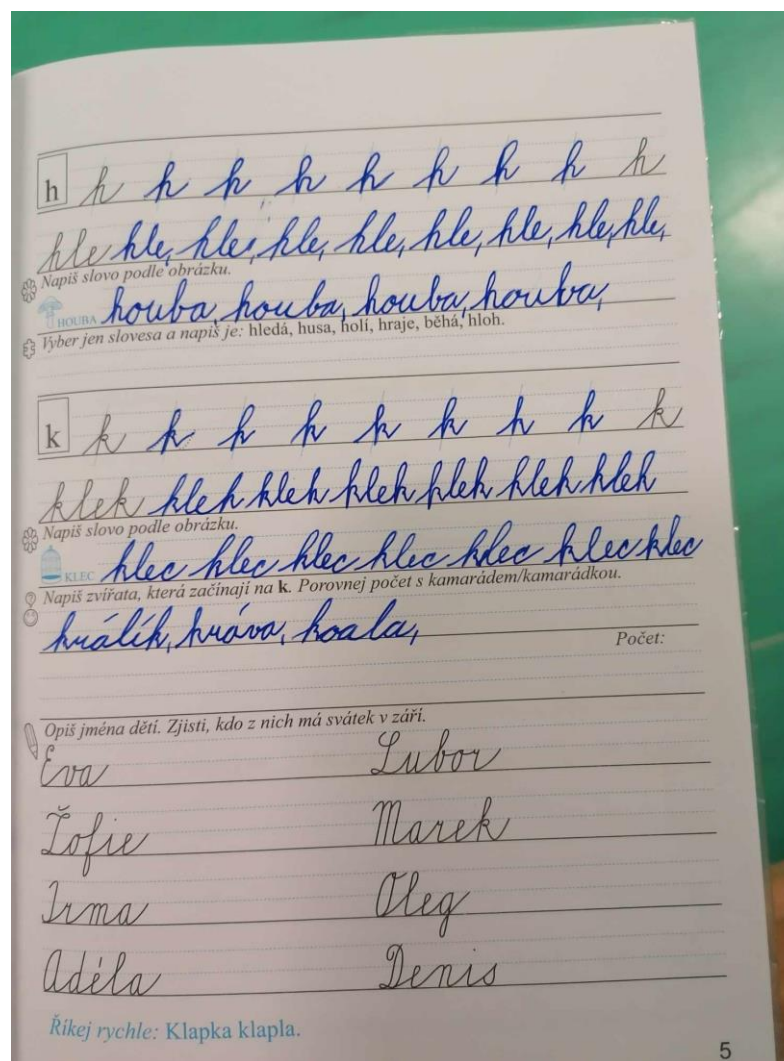 h h h h h h h h h h
hle hle, hle, hle, hle, hle, hle, hle, hle,
Napiš slovo podle obrázku.
HOUBA houba, houba, houba, houba,
Vyber jen slovesa a napiš je: hledá, husa, holí, hraje, běhá, hloh.
k k k k k k k k k k
klek klek klek klek klek klek klek
Napiš slovo podle obrázku.
KLEC klec klec klec klec klec klec klec
Napiš zvířata, která začínají na k. Porovnej počet s kamarádem/kamarádkou.
králík, kráva, koala,
Počet:
Opiš jména dětí. Zjisti, kdo z nich má svátek v září.
Eva Lubor
Žofie Marek
Irma Oleg
Adéla Denis
Říkej rychle: Klapka klapla.
5